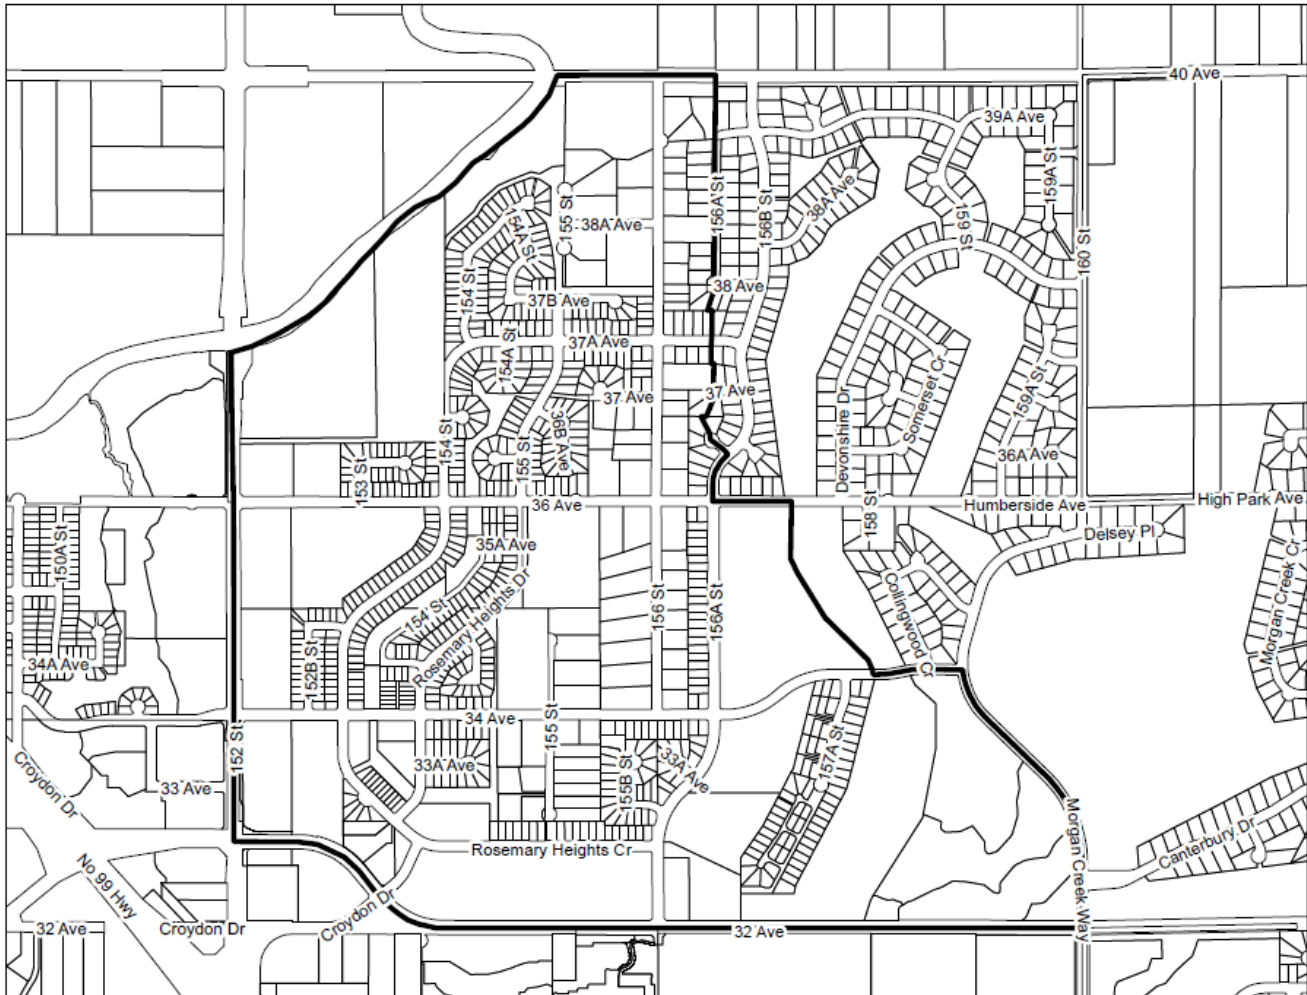 40 Ave
39A Ave
159A St
38A Ave
156A St
154A St
155 St
38A Ave
156B St
159 St
160 St
38 Ave
154 St
37B Ave
37A Ave
154A St
Somerset Cr
159A St
37 Ave
37 Ave
Devonshire Dr
36B Ave
154 St
155 St
36A Ave
153 St
High Park Ave
36 Ave
Humberside Ave
158 St
Delsey Pl
150A St
35A Ave
Collingwood Cr
Morgan Creek Cr
156 St
156A St
154 St
Rosemary Heights Dr
34A Ave
152B St
34 Ave
155 St
152 St
157A St
33A Ave
33A Ave
Croydon Dr
33 Ave
155B St
Morgan Creek Way
Canterbury Dr
Rosemary Heights Cr
No 99 Hwy
Croydon Dr
32 Ave
Croydon Dr
32 Ave